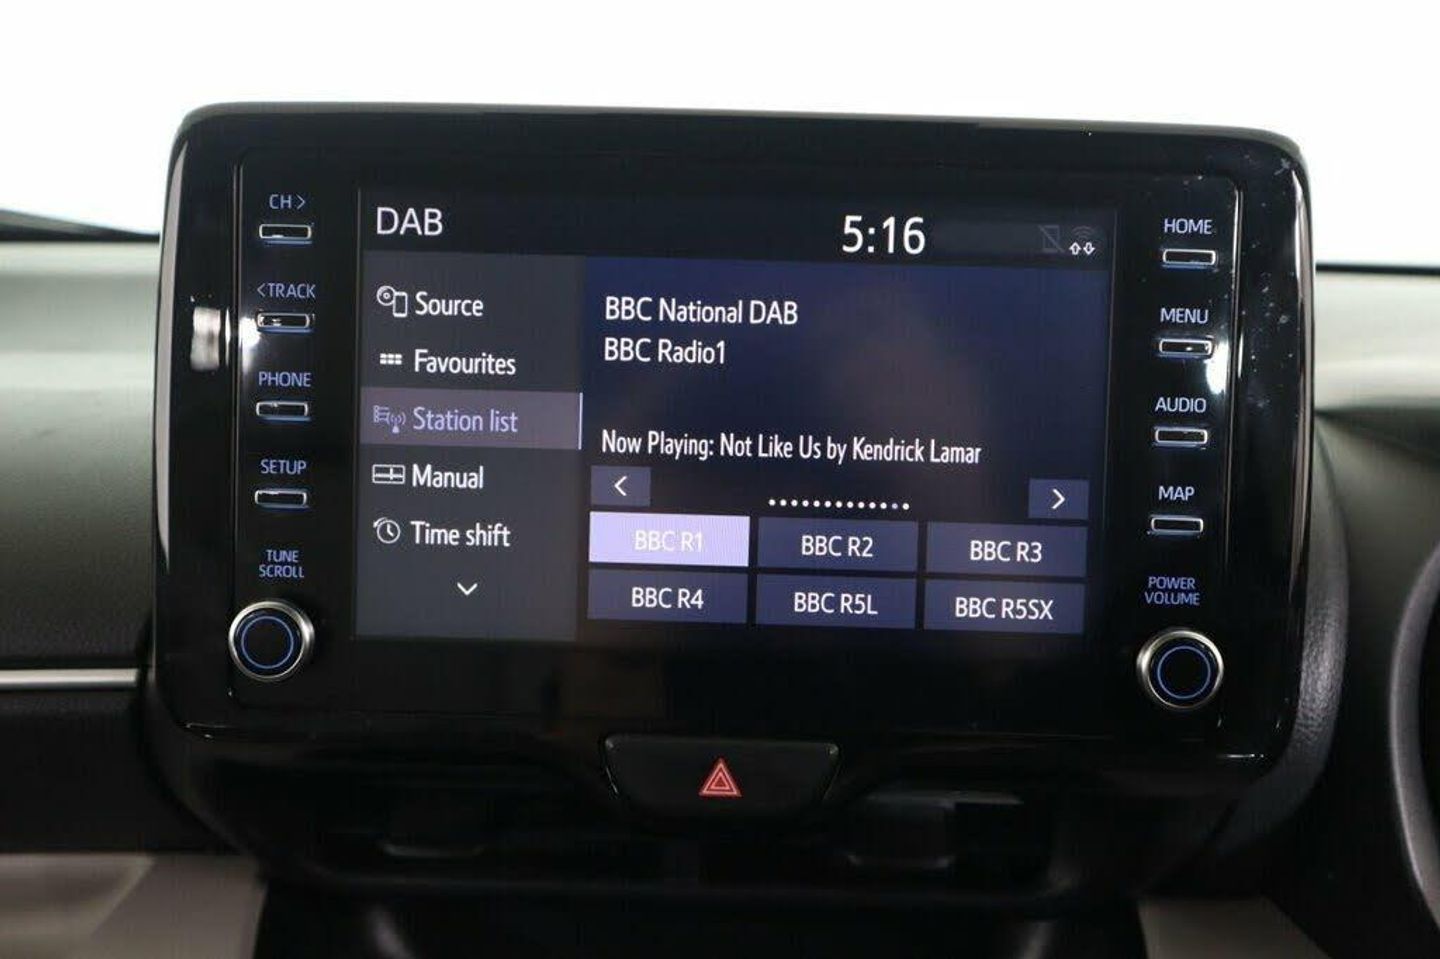 CH >
< TRACK
PHONE
SETUP
TUNE
SCROLL
DAB
5:16
Source
Favourites
Station list
Manual
Time shift
BBC National DAB
BBC Radio1
Now Playing: Not Like Us by Kendrick Lamar
< >
BBC R1 BBC R2 BBC R3
BBC R4 BBC R5L BBC R5SX
HOME
MENU
AUDIO
MAP
POWER
VOLUME